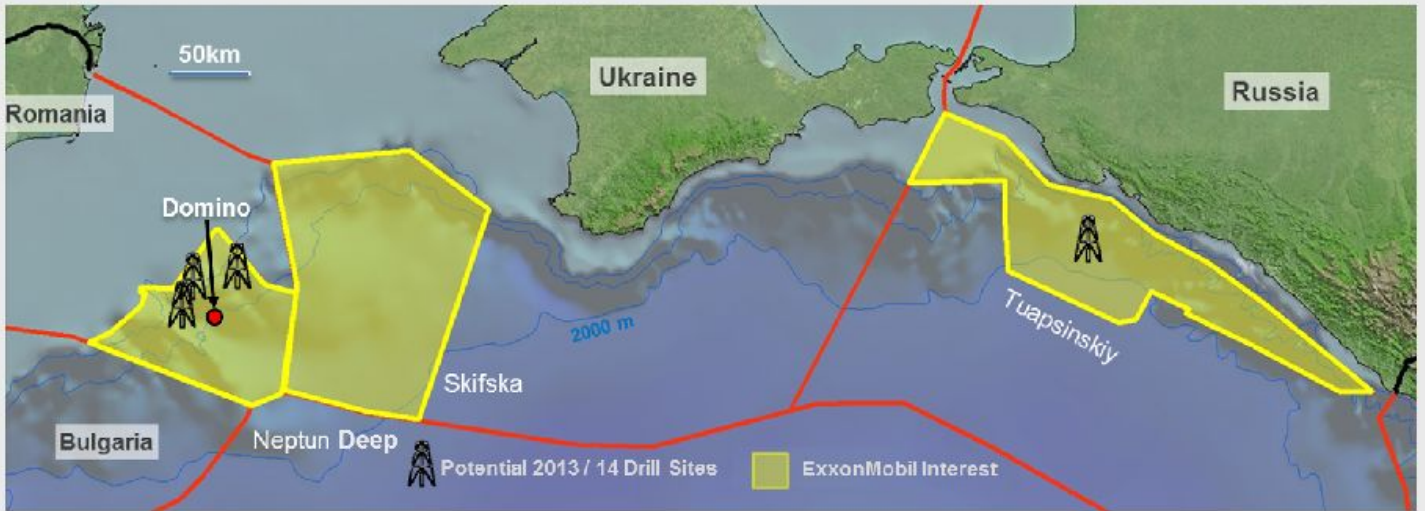 50km
Ukraine
Russia
Romania
Domino
2000 m
Tuapsinskiy
Skifska
Bulgaria
Neptun Deep
Potential 2013 / 14 Drill Sites
ExxonMobil Interest